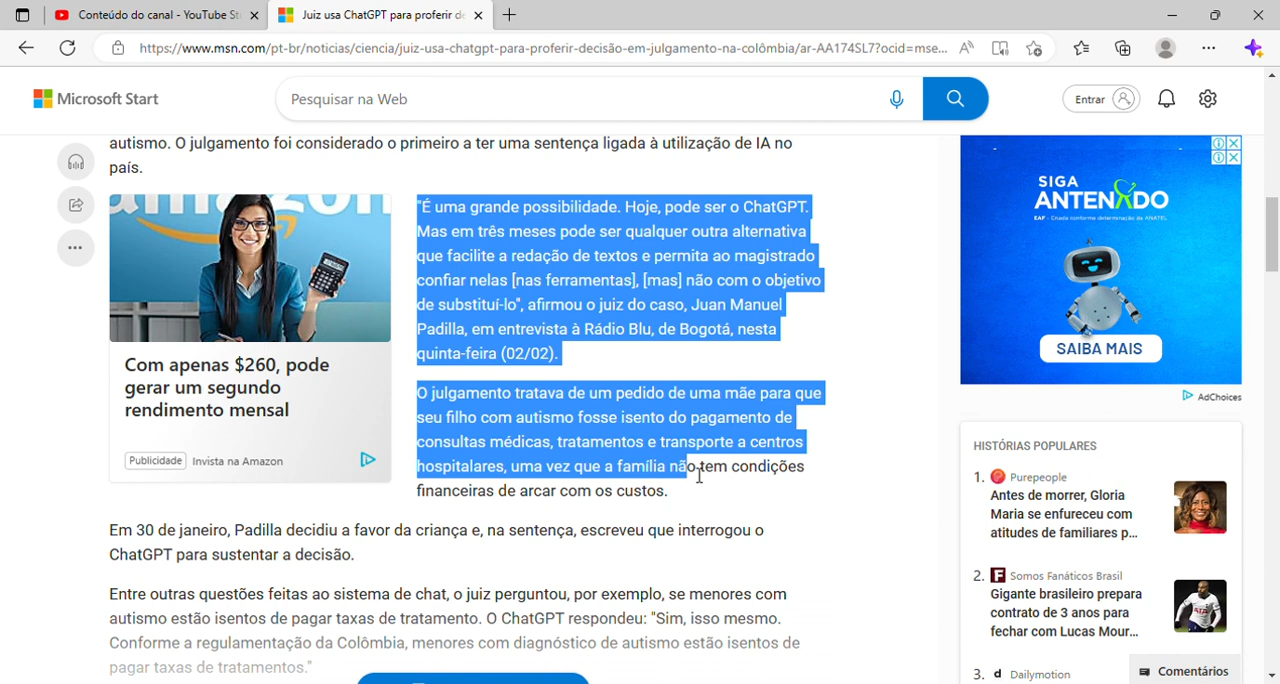 Conteúdo do canal - YouTube St
Juiz usa ChatGPT para proferir de
https://www.msn.com/pt-br/noticias/ciencia/juiz-usa-chatgpt-para-proferir-decisão-em-julgamento-na-colômbia/ar-AA174SL7?ocid=mse...
Microsoft Start
Pesquisar na Web
Entrar
autismo. O julgamento foi considerado o primeiro a ter uma sentença ligada à utilização de IA no
país.
"É uma grande possibilidade. Hoje, pode ser o ChatGPT.
Mas em três meses pode ser qualquer outra alternativa
que facilite a redação de textos e permita ao magistrado
confiar nelas [nas ferramentas], [mas] não com o objetivo
de substituí-lo", afirmou o juiz do caso, Juan Manuel
Padilla, em entrevista à Rádio Blu, de Bogotá, nesta
quinta-feira (02/02).
O julgamento tratava de um pedido de uma mãe para que
seu filho com autismo fosse isento do pagamento de
consultas médicas, tratamentos e transporte a centros
hospitalares, uma vez que a família não tem condições
financeiras de arcar com os custos.
amazon
Com apenas $260, pode
gerar um segundo
rendimento mensal
Publicidade
Invista na Amazon
Em 30 de janeiro, Padilla decidiu a favor da criança e, na sentença, escreveu que interrogou o
ChatGPT para sustentar a decisão.
Entre outras questões feitas ao sistema de chat, o juiz perguntou, por exemplo, se menores com
autismo estão isentos de pagar taxas de tratamento. O ChatGPT respondeu: "Sim, isso mesmo.
Conforme a regulamentação da Colômbia, menores com diagnóstico de autismo estão isentos de
pagar taxas de tratamentos."
SIGA
ANTENADO
EAF - Criada conforme determinação da ANATEL
SAIBA MAIS
AdChoices
HISTÓRIAS POPULARES
1. Purepeople
Antes de morrer, Gloria
Maria se enfureceu com
atitudes de familiares p...
2. F Somos Fanáticos Brasil
Gigante brasileiro prepara
contrato de 3 anos para
fechar com Lucas Mour...
3. d Dailymotion
Comentários